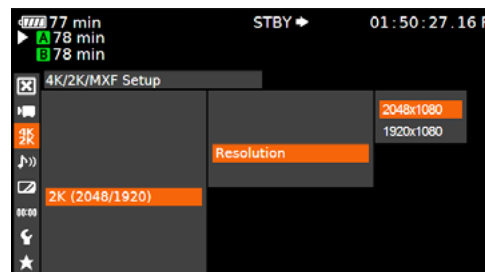 77 min STBY 01:50:27.16 F
A 78 min
B 78 min
4K/2K/MXF Setup
2048x1080
4K
2K
1920x1080
Resolution
2K (2048/1920)
00:00